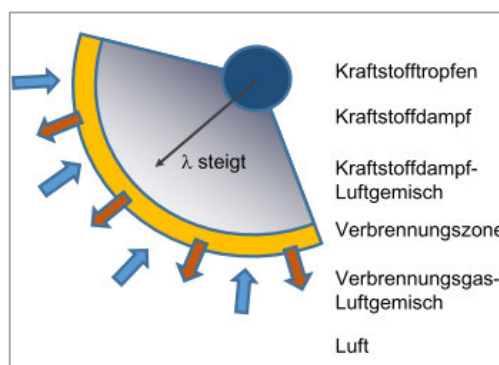 Kraftstofftropfen
Kraftstoffdampf
λ steigt
Kraftstoffdampf-
Luftgemisch
Verbrennungszone
Verbrennungsgas-
Luftgemisch
Luft